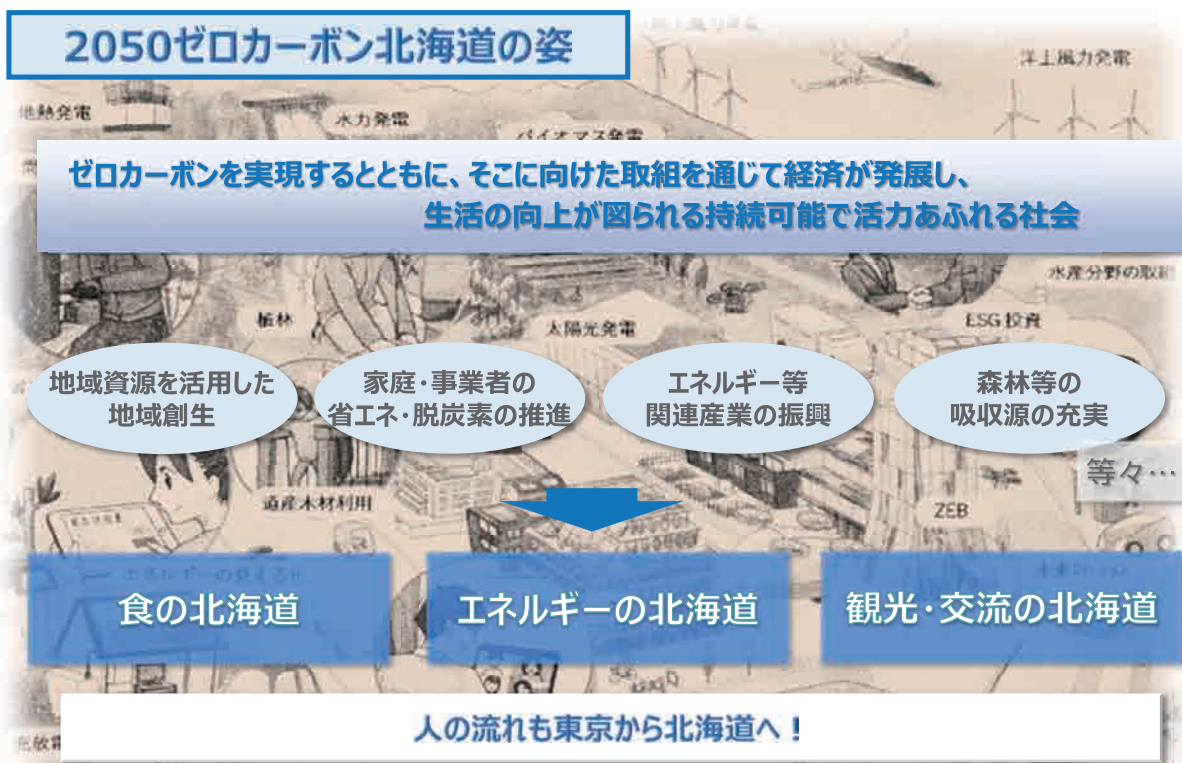 2050ゼロカーボン北海道の姿
洋上風力発電
地熱発電
水力発電
バイオマス発電
ゼロカーボンを実現するとともに、そこに向けた取組を通じて経済が発展し、
生活の向上が図られる持続可能で活力あふれる社会
水産分野の取組
植林
太陽光発電
ESG投資
地域資源を活用した
地域創生
家庭・事業者の
省エネ・脱炭素の推進
エネルギー等
関連産業の振興
森林等の
吸収源の充実
等々…
道産木材利用
ZEB
食の北海道
エネルギーの北海道
観光・交流の北海道
人の流れも東京から北海道へ！